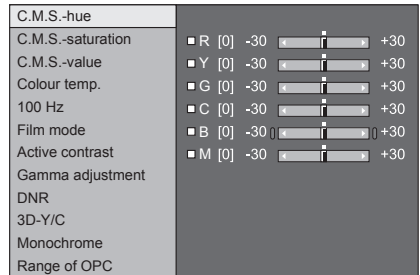 C.M.S.-hue
C.M.S.-saturation
C.M.S.-value
Colour temp.
100 Hz
Film mode
Active contrast
Gamma adjustment
DNR
3D-Y/C
Monochrome
Range of OPC
R [0] -30 +30
Y [0] -30 +30
G [0] -30 +30
C [0] -30 +30
B [0] -30 +30
M [0] -30 +30